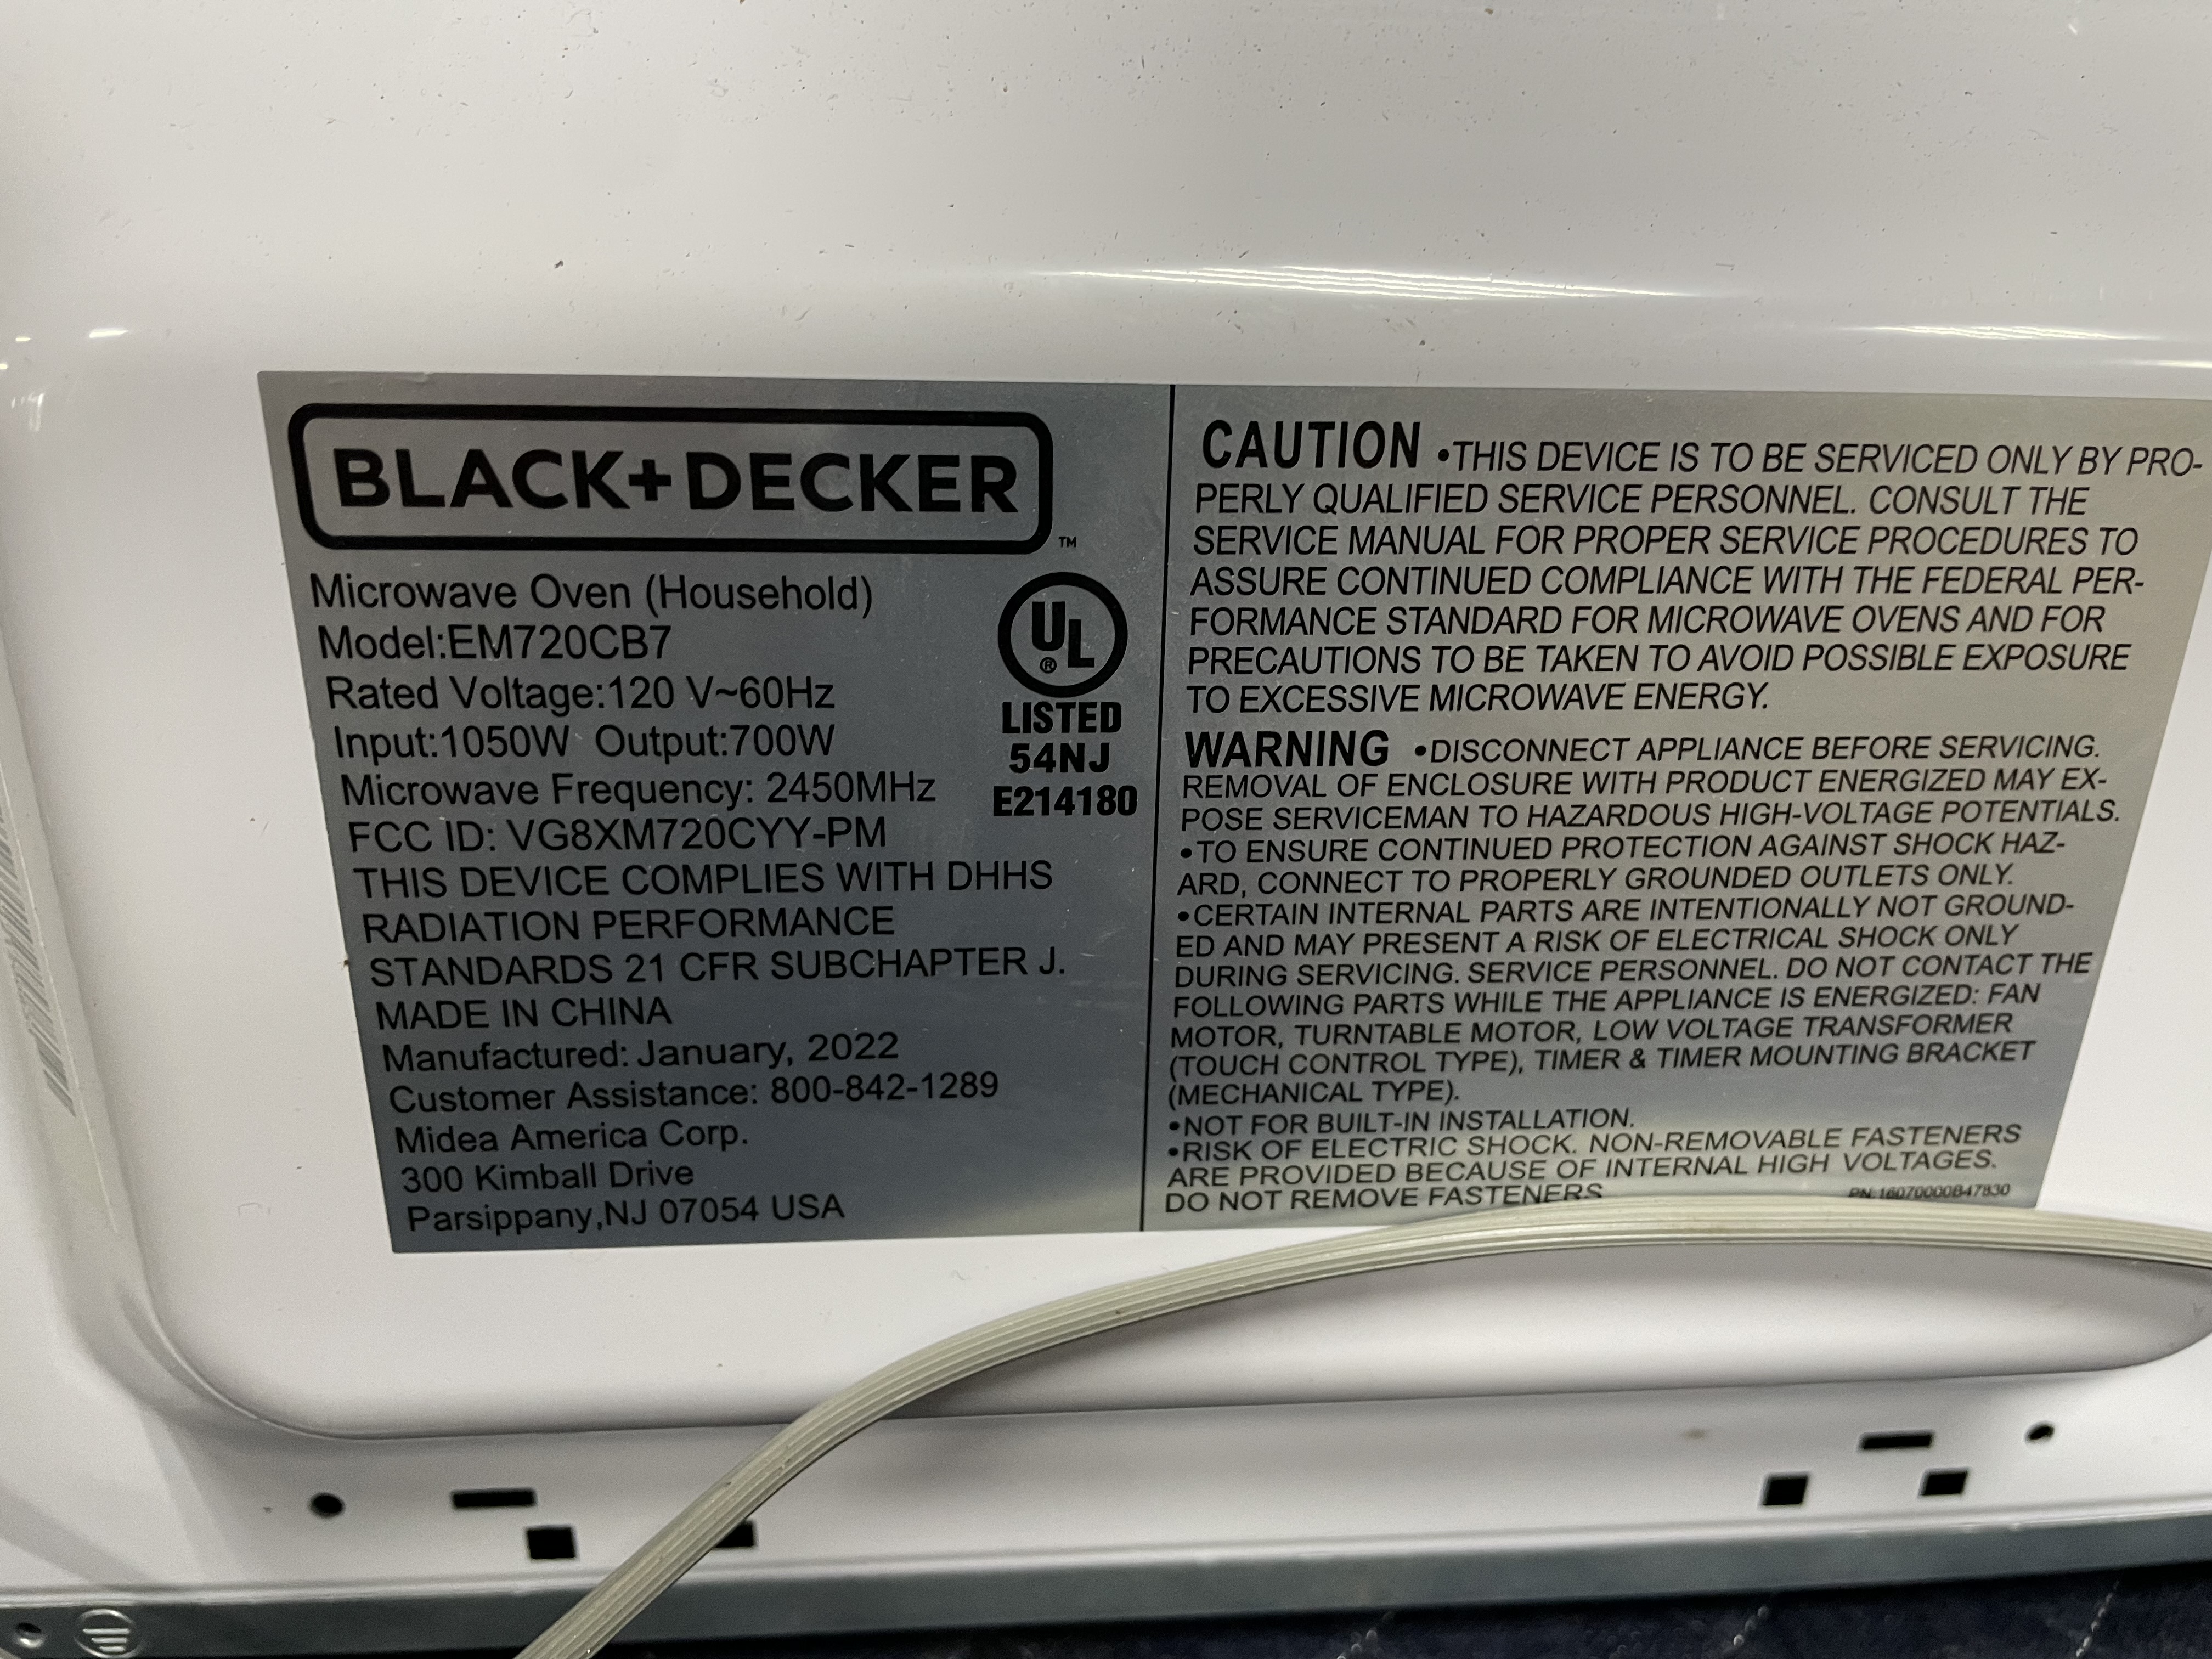 BLACK+DECKER
TM
Microwave Oven (Household)
Model:EM720CB7
Rated Voltage:120 V~60Hz
Input:1050W Output:700W
Microwave Frequency: 2450MHz
FCC ID: VG8XM720CYY-PM
THIS DEVICE COMPLIES WITH DHHS
RADIATION PERFORMANCE
STANDARDS 21 CFR SUBCHAPTER J.
MADE IN CHINA
Manufactured: January, 2022
Customer Assistance: 800-842-1289
Midea America Corp.
300 Kimball Drive
Parsippany,NJ 07054 USA
UL
®
LISTED
54NJ
E214180
CAUTION •THIS DEVICE IS TO BE SERVICED ONLY BY PRO-
PERLY QUALIFIED SERVICE PERSONNEL. CONSULT THE
SERVICE MANUAL FOR PROPER SERVICE PROCEDURES TO
ASSURE CONTINUED COMPLIANCE WITH THE FEDERAL PER-
FORMANCE STANDARD FOR MICROWAVE OVENS AND FOR
PRECAUTIONS TO BE TAKEN TO AVOID POSSIBLE EXPOSURE
TO EXCESSIVE MICROWAVE ENERGY.
WARNING •DISCONNECT APPLIANCE BEFORE SERVICING.
REMOVAL OF ENCLOSURE WITH PRODUCT ENERGIZED MAY EX-
POSE SERVICEMAN TO HAZARDOUS HIGH-VOLTAGE POTENTIALS.
•TO ENSURE CONTINUED PROTECTION AGAINST SHOCK HAZ-
ARD, CONNECT TO PROPERLY GROUNDED OUTLETS ONLY.
•CERTAIN INTERNAL PARTS ARE INTENTIONALLY NOT GROUND-
ED AND MAY PRESENT A RISK OF ELECTRICAL SHOCK ONLY
DURING SERVICING. SERVICE PERSONNEL. DO NOT CONTACT THE
FOLLOWING PARTS WHILE THE APPLIANCE IS ENERGIZED: FAN
MOTOR, TURNTABLE MOTOR, LOW VOLTAGE TRANSFORMER
(TOUCH CONTROL TYPE), TIMER & TIMER MOUNTING BRACKET
(MECHANICAL TYPE).
•NOT FOR BUILT-IN INSTALLATION.
•RISK OF ELECTRIC SHOCK. NON-REMOVABLE FASTENERS
ARE PROVIDED BECAUSE OF INTERNAL HIGH VOLTAGES.
DO NOT REMOVE FASTENERS
PN:16070000B47830